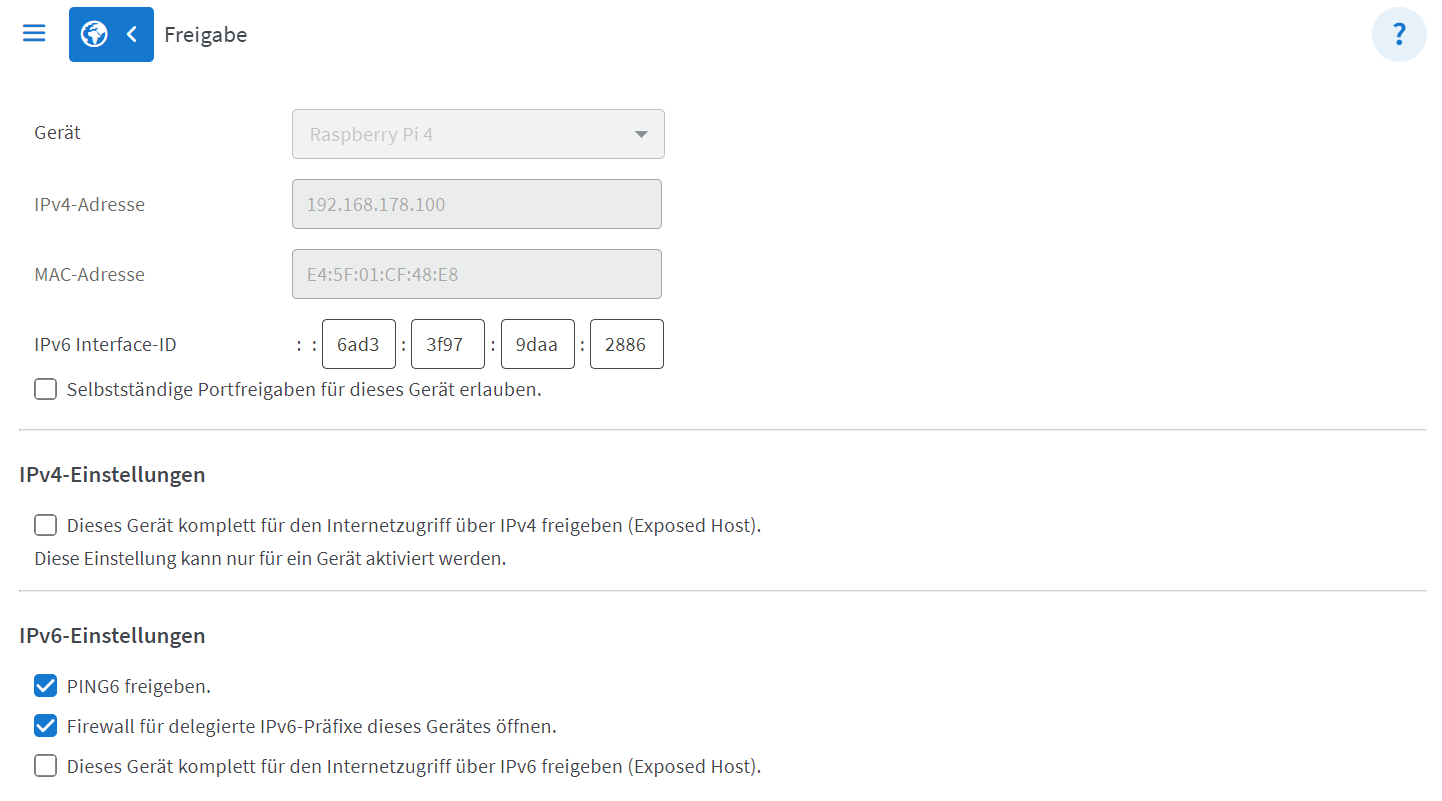 Freigabe
?
Gerät Raspberry Pi 4
IPv4-Adresse 192.168.178.100
MAC-Adresse E4:5F:01:CF:48:E8
IPv6 Interface-ID : : 6ad3 : 3f97 : 9daa : 2886
Selbstständige Portfreigaben für dieses Gerät erlauben.
IPv4-Einstellungen
Dieses Gerät komplett für den Internetzugriff über IPv4 freigeben (Exposed Host).
Diese Einstellung kann nur für ein Gerät aktiviert werden.
IPv6-Einstellungen
PING6 freigeben.
Firewall für delegierte IPv6-Präfixe dieses Gerätes öffnen.
Dieses Gerät komplett für den Internetzugriff über IPv6 freigeben (Exposed Host).